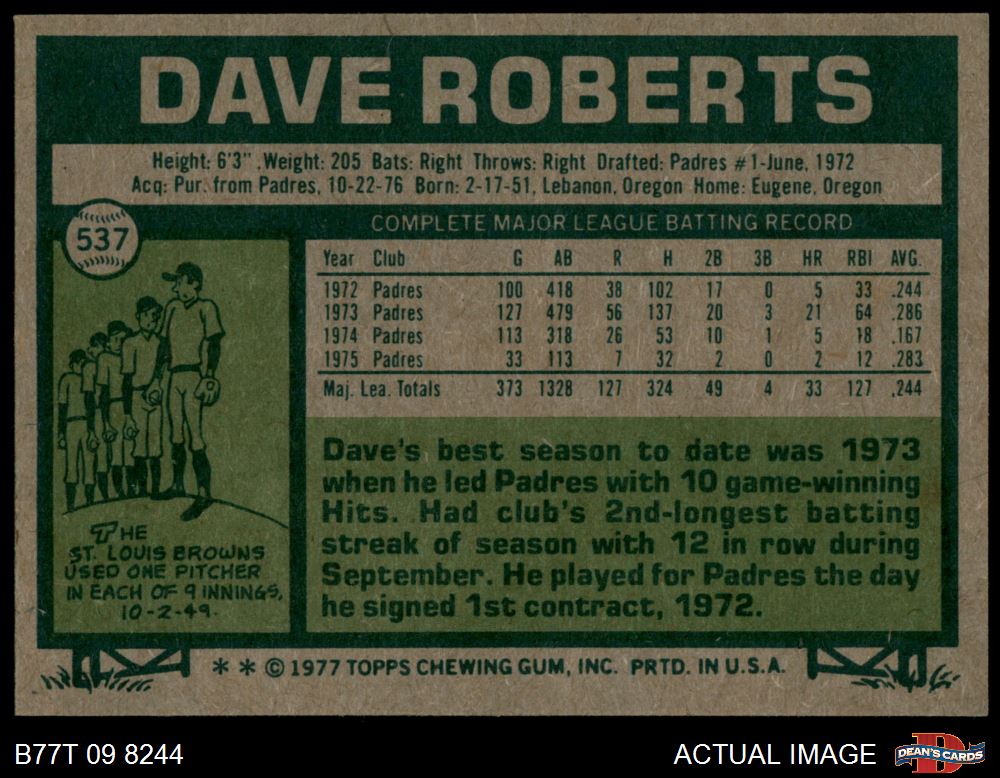 DAVE ROBERTS
Height: 6'3" Weight: 205 Bats: Right Throws: Right Drafted: Padres #1-June, 1972
Acq: Pur. from Padres, 10-22-76 Born: 2-17-51, Lebanon, Oregon Home: Eugene, Oregon
537
COMPLETE MAJOR LEAGUE BATTING RECORD
Year Club G AB R H 2B 3B HR RBI AVG.
1972 Padres 100 418 38 102 17 0 5 33 .244
1973 Padres 127 479 56 137 20 3 21 64 .286
1974 Padres 113 318 26 53 10 1 5 18 .167
1975 Padres 33 113 7 32 2 0 2 12 .283
Maj. Lea. Totals 373 1328 127 324 49 4 33 127 .244
THE
ST. LOUIS BROWNS
USED ONE PITCHER
IN EACH OF 9 INNINGS,
10-2-49.
Dave's best season to date was 1973
when he led Padres with 10 game-winning
Hits. Had club's 2nd-longest batting
streak of season with 12 in row during
September. He played for Padres the day
he signed 1st contract, 1972.
* * © 1977 TOPPS CHEWING GUM, INC. PRTD. IN U.S.A.
B77T 09 8244
ACTUAL IMAGE
DEAN'S CARDS